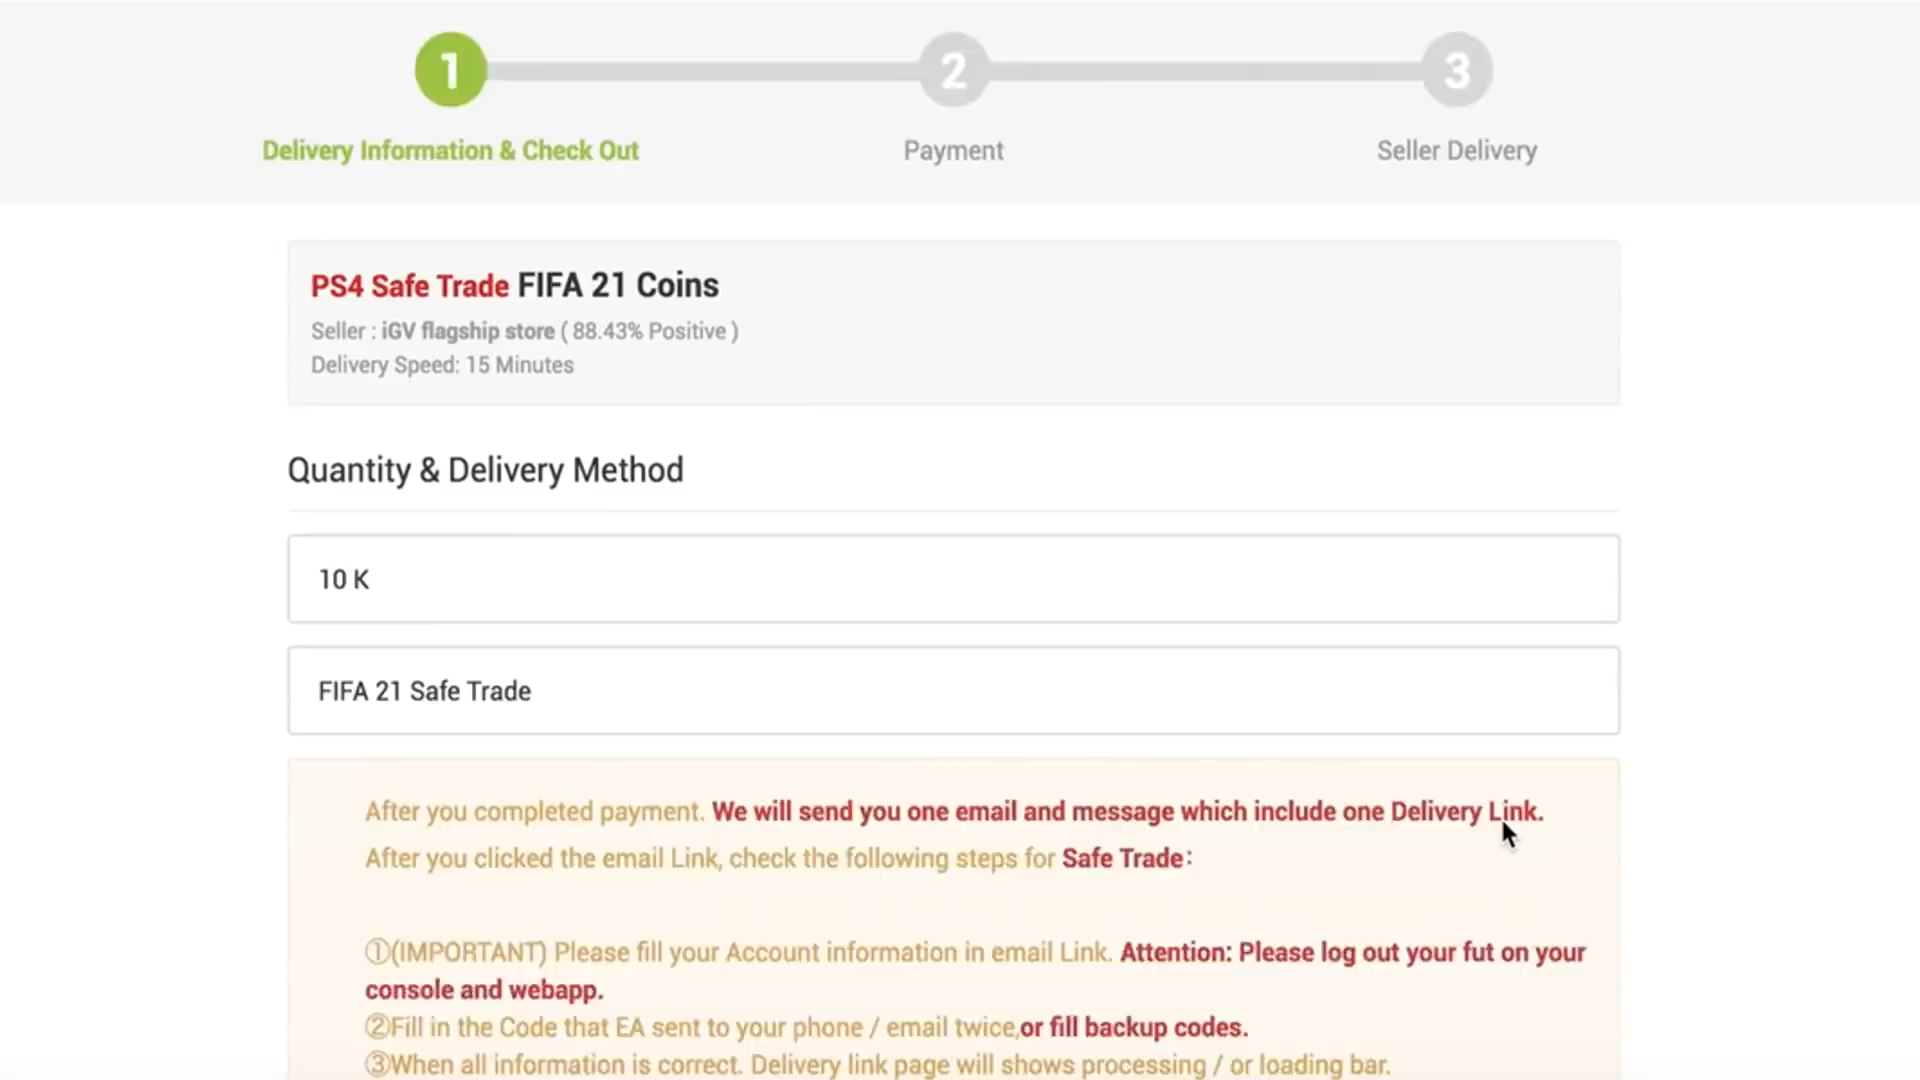 1 2 3
Delivery Information & Check Out Payment Seller Delivery
PS4 Safe Trade FIFA 21 Coins
Seller : iGV flagship store ( 88.43% Positive )
Delivery Speed: 15 Minutes
Quantity & Delivery Method
10 K
FIFA 21 Safe Trade
After you completed payment. We will send you one email and message which include one Delivery Link.
After you clicked the email Link, check the following steps for Safe Trade:
①(IMPORTANT) Please fill your Account information in email Link. Attention: Please log out your fut on your
console and webapp.
②Fill in the Code that EA sent to your phone / email twice,or fill backup codes.
③When all information is correct. Delivery link page will shows processing / or loading bar.